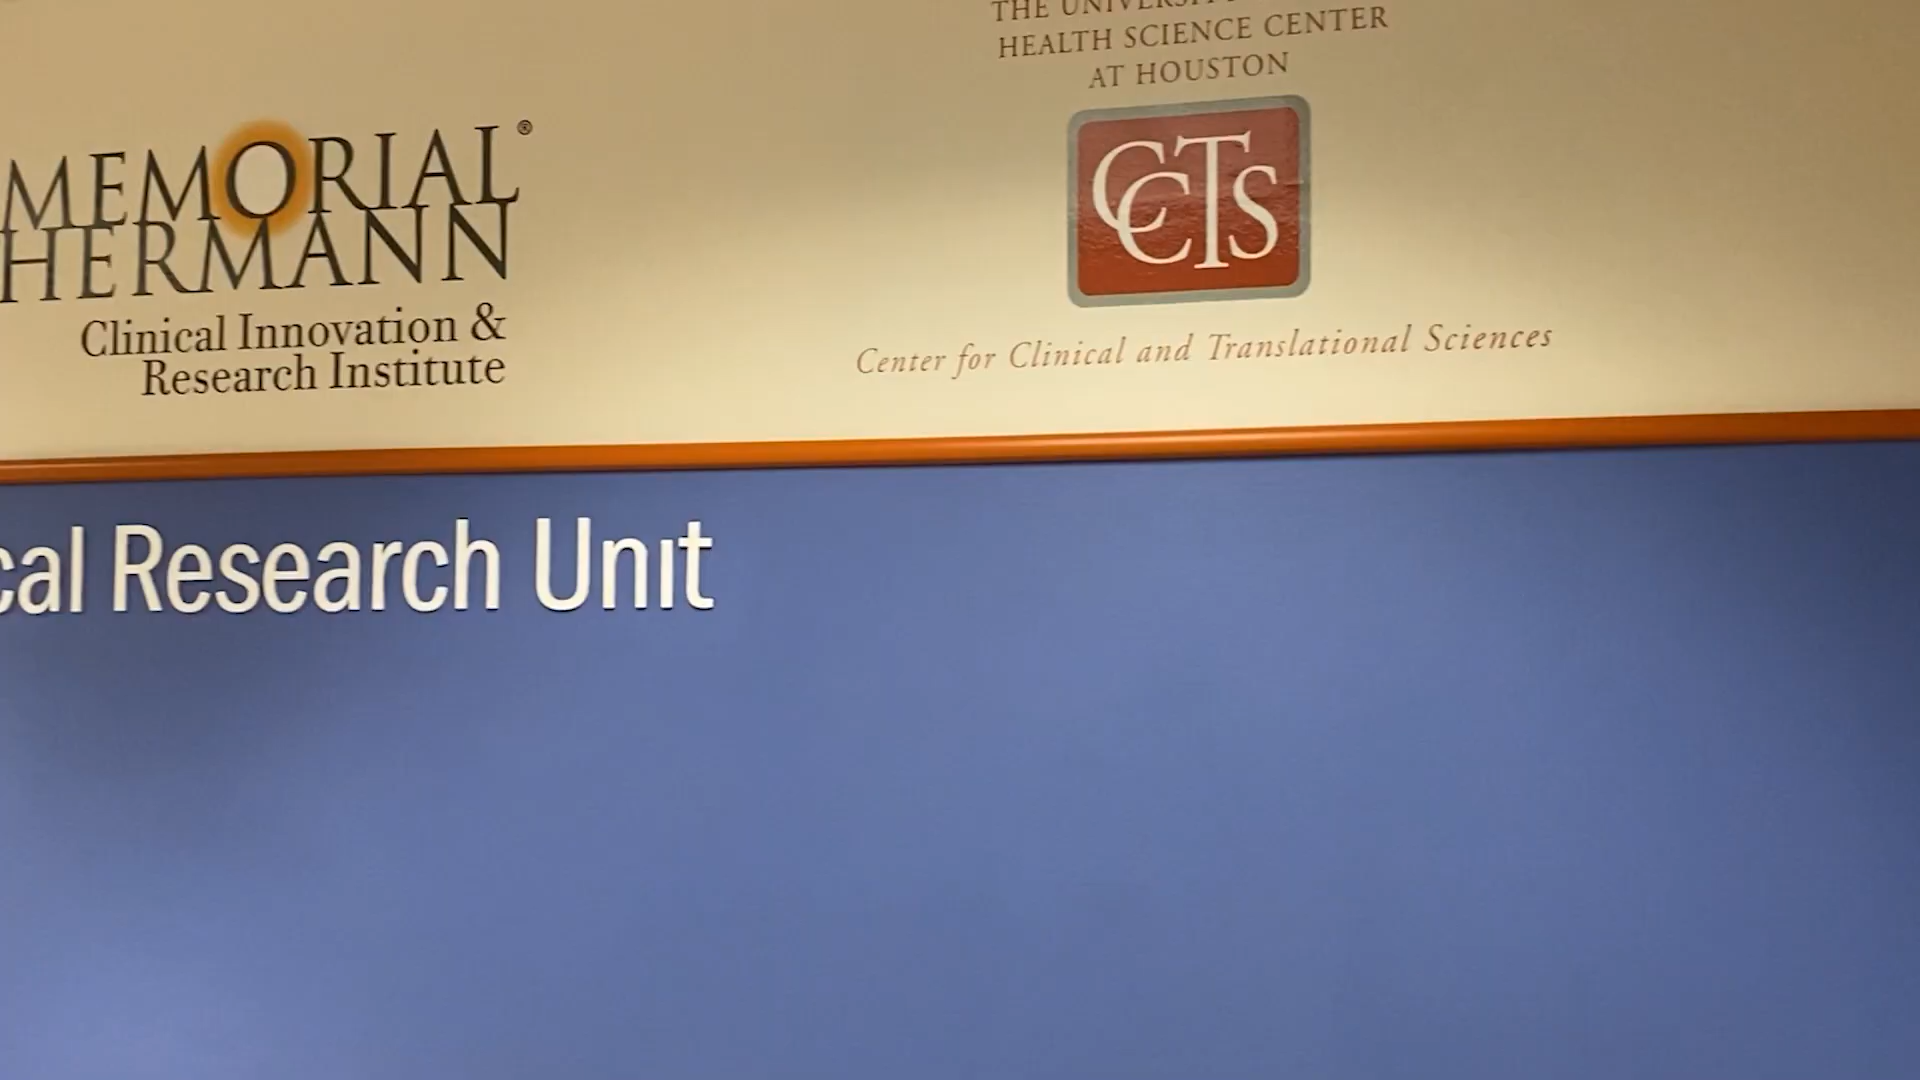 MEMORIAL®
HERMANN
Clinical Innovation &
Research Institute
THE
HEALTH SCIENCE CENTER
AT HOUSTON
CCTS
Center for Clinical and Translational Sciences
Research Unit